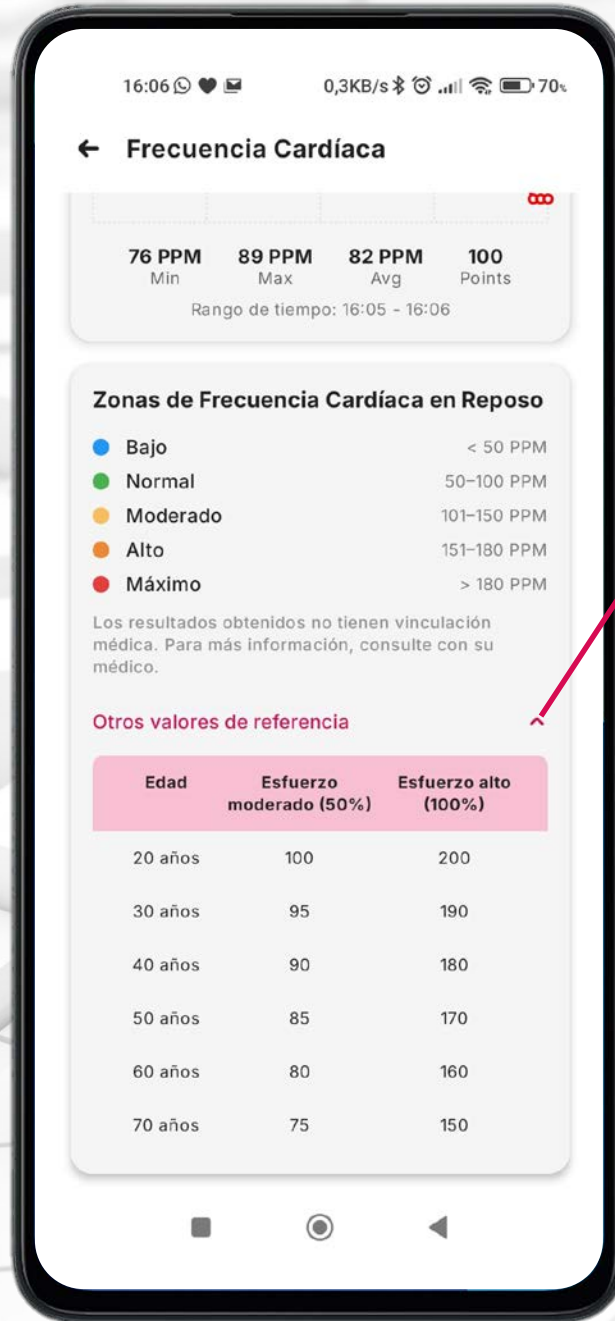 16:06 0,3KB/s 70%
Frecuencia Cardíaca
76 PPM 89 PPM 82 PPM 100
Min Max Avg Points
Rango de tiempo: 16:05 - 16:06
Zonas de Frecuencia Cardíaca en Reposo
Bajo < 50 PPM
Normal 50–100 PPM
Moderado 101–150 PPM
Alto 151–180 PPM
Máximo > 180 PPM
Los resultados obtenidos no tienen vinculación
médica. Para más información, consulte con su
médico.
Otros valores de referencia
Edad Esfuerzo moderado (50%) Esfuerzo alto (100%)
20 años 100 200
30 años 95 190
40 años 90 180
50 años 85 170
60 años 80 160
70 años 75 150